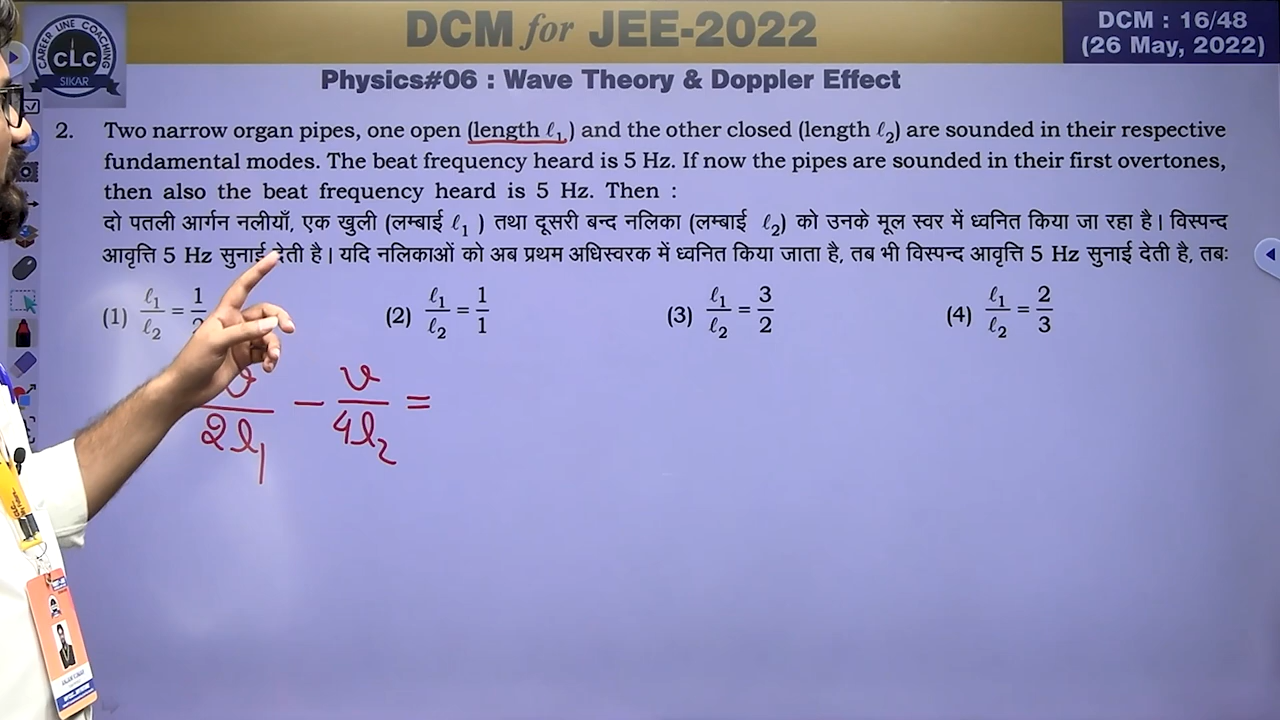 DCM for JEE-2022
DCM : 16/48
(26 May, 2022)
CAREER LINE COACHING
CLC
SIKAR
Physics#06 : Wave Theory & Doppler Effect
2. Two narrow organ pipes, one open (length ℓ₁) and the other closed (length ℓ₂) are sounded in their respective
fundamental modes. The beat frequency heard is 5 Hz. If now the pipes are sounded in their first overtones,
then also the beat frequency heard is 5 Hz. Then :
दो पतली आर्गन नलीयाँ, एक खुली (लम्बाई ℓ₁ ) तथा दूसरी बन्द नलिका (लम्बाई ℓ₂) को उनके मूल स्वर में ध्वनित किया जा रहा है। विस्पन्द
आवृत्ति 5 Hz सुनाई देती है। यदि नलिकाओं को अब प्रथम अधिस्वरक में ध्वनित किया जाता है, तब भी विस्पन्द आवृत्ति 5 Hz सुनाई देती है, तबः
(1) ℓ₁/ℓ₂ = 1/ (2) ℓ₁/ℓ₂ = 1/1 (3) ℓ₁/ℓ₂ = 3/2 (4) ℓ₁/ℓ₂ = 2/3
v/2l₁ − v/4l₂ =